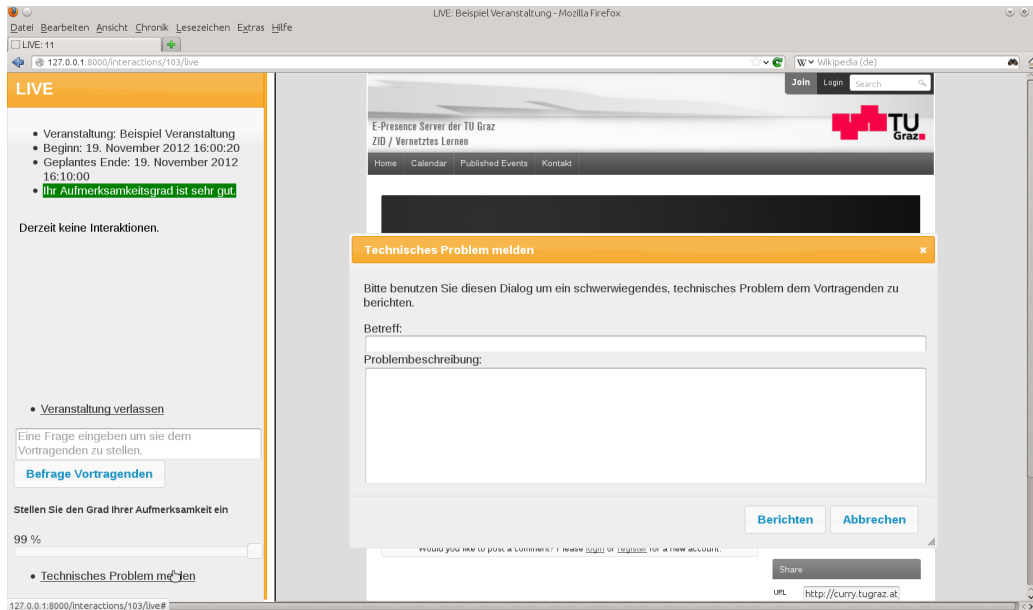 LIVE: Beispiel Veranstaltung - Mozilla Firefox
Datei Bearbeiten Ansicht Chronik Lesezeichen Extras Hilfe
LIVE: 11
127.0.0.1:8000/interactions/103/live
W Wikipedia (de)
LIVE
Veranstaltung: Beispiel Veranstaltung
Beginn: 19. November 2012 16:00:20
Geplantes Ende: 19. November 2012
16:10:00
Ihr Aufmerksamkeitsgrad ist sehr gut.
Derzeit keine Interaktionen.
Veranstaltung verlassen
Eine Frage eingeben um sie dem
Vortragenden zu stellen.
Befrage Vortragenden
Stellen Sie den Grad Ihrer Aufmerksamkeit ein
99 %
Technisches Problem melden
127.0.0.1:8000/interactions/103/live#
Join Login Search
E-Presence Server der TU Graz
ZID / Vernetztes Lernen
TU
Graz
Home Calendar Published Events Kontakt
Technisches Problem melden
Bitte benutzen Sie diesen Dialog um ein schwerwiegendes, technisches Problem dem Vortragenden zu
berichten.
Betreff:
Problembeschreibung:
Berichten Abbrechen
Would you like to post a comment? Please login or register for a new account.
Share
URL http://curry.tugraz.at